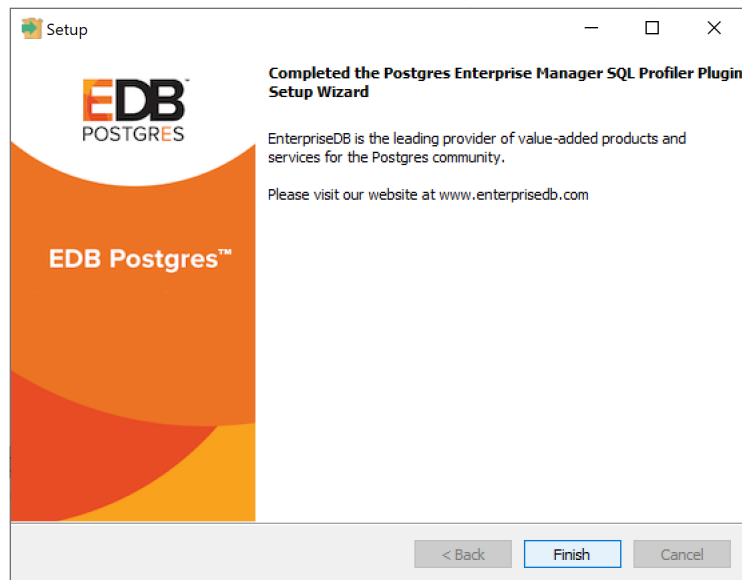 Setup
EDB
POSTGRES
EDB Postgres™
Completed the Postgres Enterprise Manager SQL Profiler Plugin
Setup Wizard
EnterpriseDB is the leading provider of value-added products and
services for the Postgres community.
Please visit our website at www.enterprisedb.com
< Back
Finish
Cancel